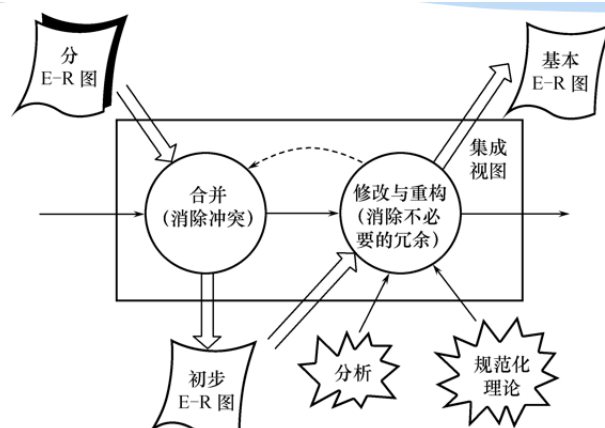 分
E-R 图
基本
E-R 图
集成
视图
合并
(消除冲突)
修改与重构
(消除不必
要的冗余)
初步
E-R 图
分析
规范化
理论